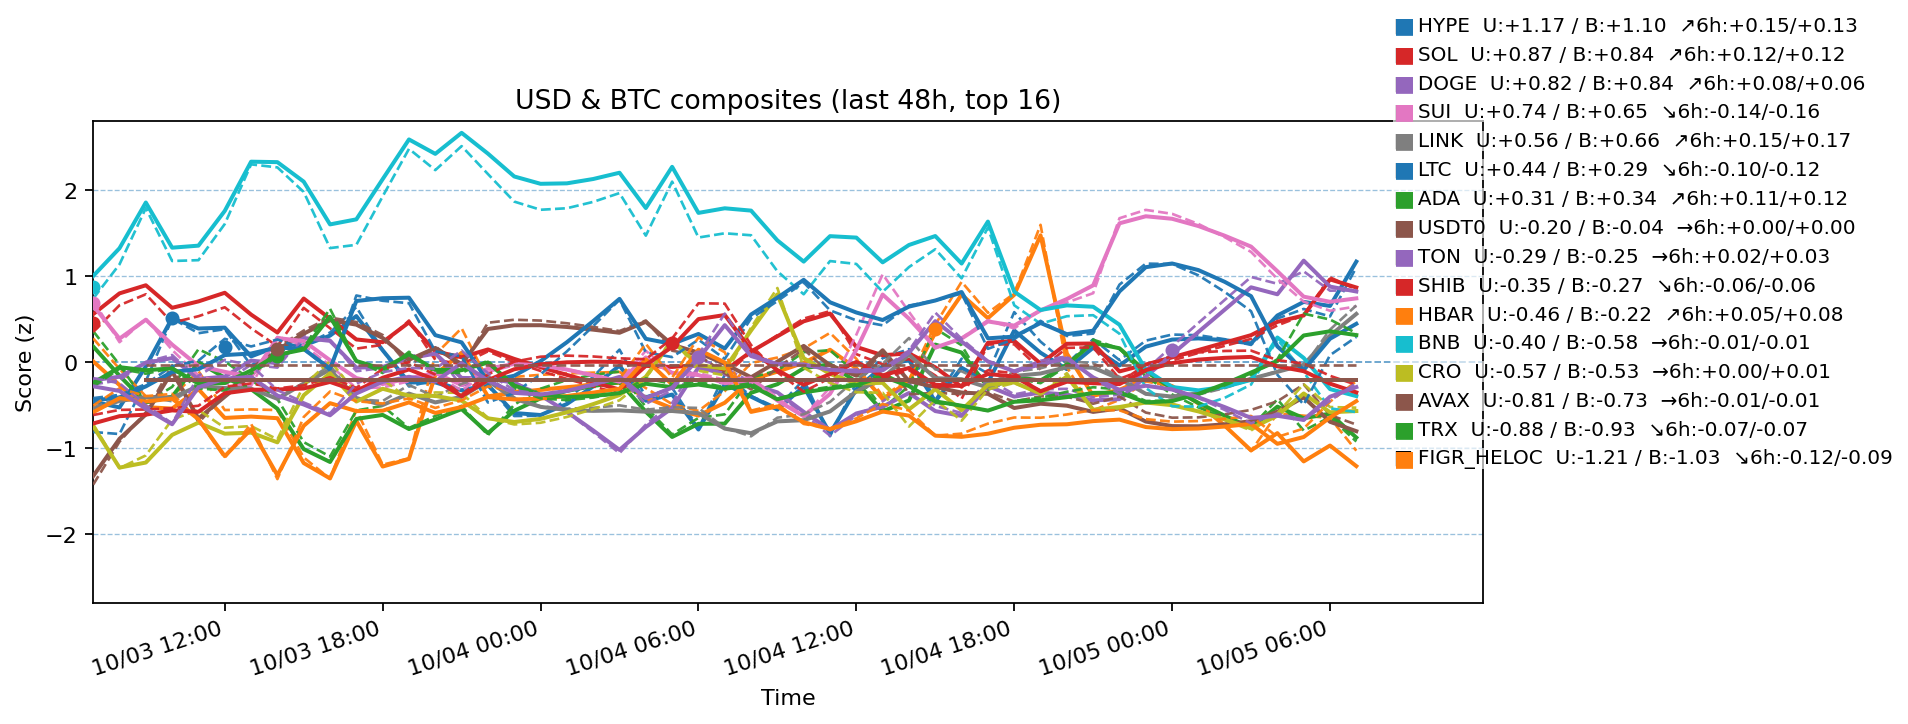 HYPE  U:+1.17 / B:+1.10  ↗6h:+0.15/+0.13
SOL  U:+0.87 / B:+0.84  ↗6h:+0.12/+0.12
DOGE  U:+0.82 / B:+0.84  ↗6h:+0.08/+0.06
SUI  U:+0.74 / B:+0.65  ↘6h:-0.14/-0.16
LINK  U:+0.56 / B:+0.66  ↗6h:+0.15/+0.17
LTC  U:+0.44 / B:+0.29  ↘6h:-0.10/-0.12
ADA  U:+0.31 / B:+0.34  ↗6h:+0.11/+0.12
USDT0  U:-0.20 / B:-0.04  →6h:+0.00/+0.00
TON  U:-0.29 / B:-0.25  →6h:+0.02/+0.03
SHIB  U:-0.35 / B:-0.27  ↘6h:-0.06/-0.06
HBAR  U:-0.46 / B:-0.22  ↗6h:+0.05/+0.08
BNB  U:-0.40 / B:-0.58  →6h:-0.01/-0.01
CRO  U:-0.57 / B:-0.53  →6h:+0.00/+0.01
AVAX  U:-0.81 / B:-0.73  →6h:-0.01/-0.01
TRX  U:-0.88 / B:-0.93  ↘6h:-0.07/-0.07
FIGR_HELOC  U:-1.21 / B:-1.03  ↘6h:-0.12/-0.09
USD & BTC composites (last 48h, top 16)
Score (z)
2
1
0
−1
−2
10/03 12:00
10/03 18:00
10/04 00:00
10/04 06:00
10/04 12:00
10/04 18:00
10/05 00:00
10/05 06:00
Time